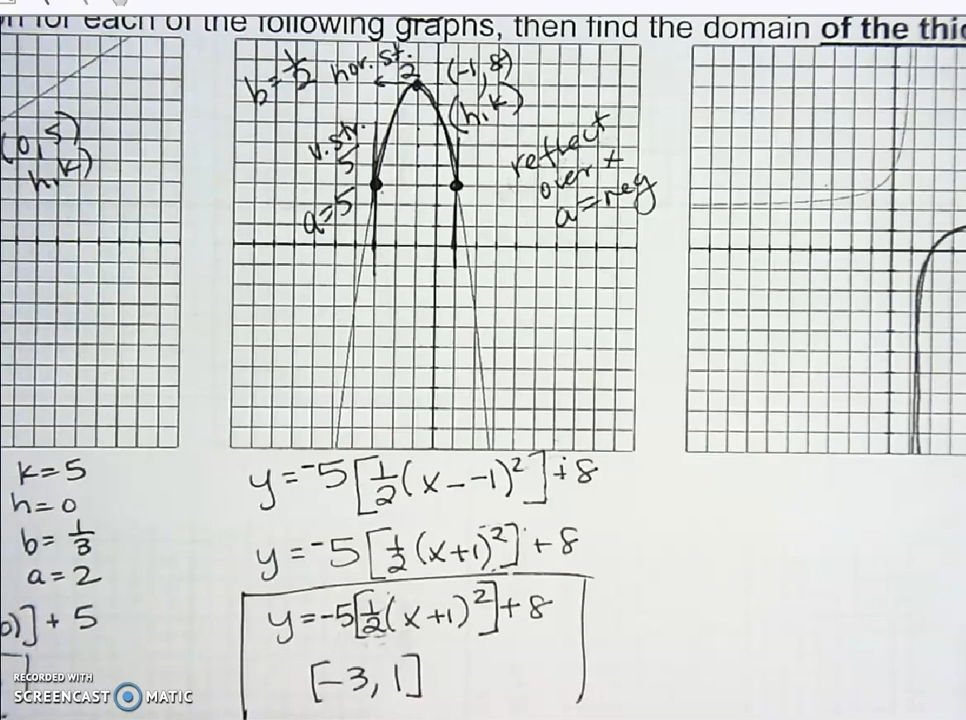 for each of the following graphs, then find the domain of the thic
b=½ hor. st. 2 (-1, 8)
(h, k)
v. str. 5
a=5
reflect
over x
a=neg
(0, 5)
h, k)
k=5
h=0
b=⅓
a=2
)]+5
y=⁻5[½(x--1)²]+8
y=⁻5[½(x+1)²]+8
y=-5[½(x+1)²]+8
[-3, 1]
RECORDED WITH
SCREENCAST MATIC